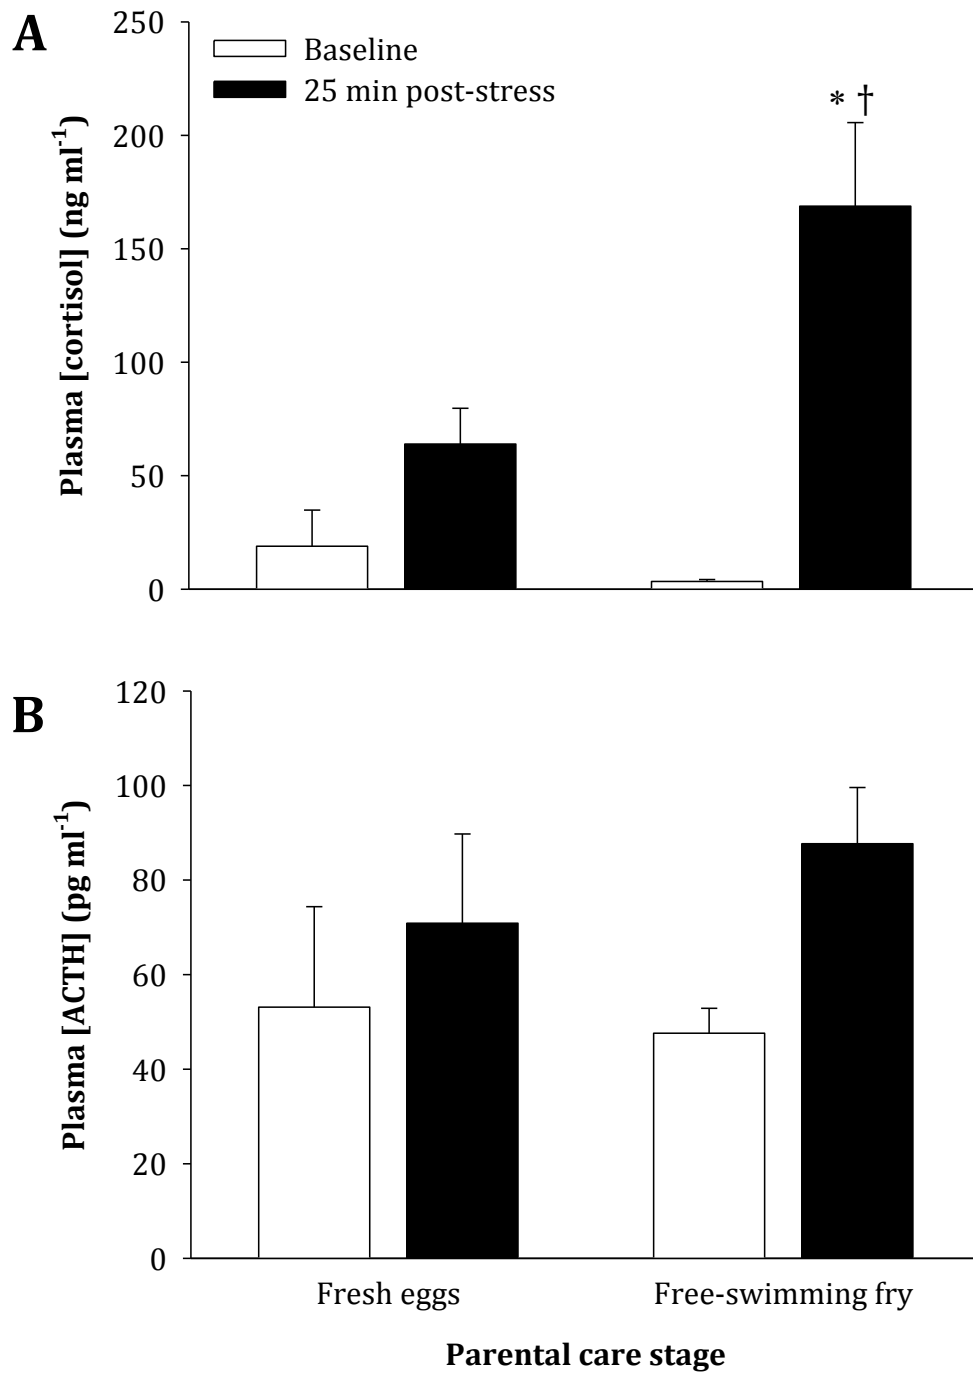 A
Plasma [cortisol] (ng ml-1)
250
200
150
100
50
0
Baseline
25 min post-stress
* †
B
Plasma [ACTH] (pg ml-1)
120
100
80
60
40
20
0
Fresh eggs
Free-swimming fry
Parental care stage